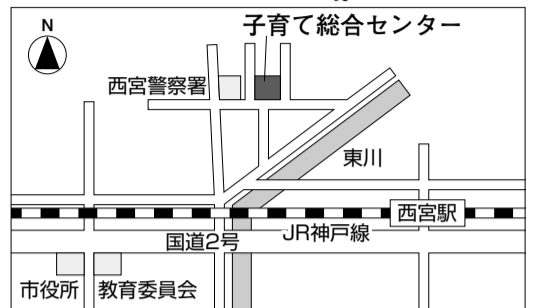 子育て総合センター
N
西宮警察署
東川
西宮駅
国道2号
JR神戸線
市役所
教育委員会